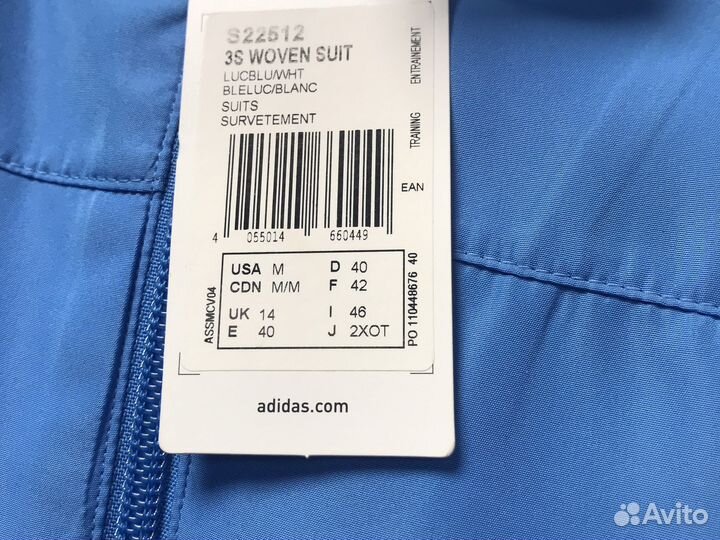 S22512
3S WOVEN SUIT
LUCBLU/WHT
BLELUC/BLANC
SUITS
SURVETEMENT
TRAINING ENTRAINEMENT
EAN
4 055014 660449
USA M D 40
CDN M/M F 42
UK 14 I 46
E 40 J 2XOT
ASSMCV04
PO 110448676 40
adidas.com
Avito